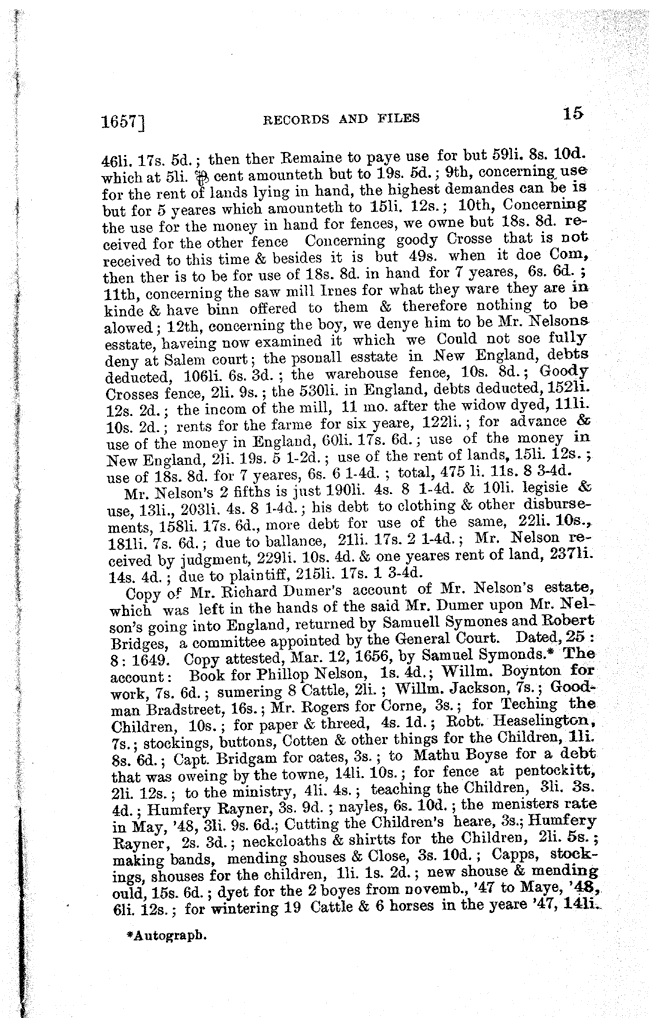 1657] RECORDS AND FILES 15
46li. 17s. 5d.; then ther Remaine to paye use for but 59li. 8s. 10d.
which at 5li. ⅌ cent amounteth but to 19s. 5d.; 9th, concerning use
for the rent of lands lying in hand, the highest demandes can be is
but for 5 yeares which amounteth to 15li. 12s.; 10th, Concerning
the use for the money in hand for fences, we owne but 18s. 8d. re-
ceived for the other fence Concerning goody Crosse that is not
received to this time & besides it is but 49s. when it doe Com,
then ther is to be for use of 18s. 8d. in hand for 7 yeares, 6s. 6d. ;
11th, concerning the saw mill Irnes for what they ware they are in
kinde & have binn offered to them & therefore nothing to be
alowed; 12th, concerning the boy, we denye him to be Mr. Nelsons
esstate, haveing now examined it which we Could not soe fully
deny at Salem court; the psonall esstate in New England, debts
deducted, 106li. 6s. 3d. ; the warehouse fence, 10s. 8d.; Goody
Crosses fence, 2li. 9s. ; the 530li. in England, debts deducted, 152li.
12s. 2d. ; the incom of the mill, 11 mo. after the widow dyed, 11li.
10s. 2d. ; rents for the farme for six yeare, 122li. ; for advance &
use of the money in England, 60li. 17s. 6d. ; use of the money in
New England, 2li. 19s. 5 1-2d. ; use of the rent of lands, 15li. 12s. ;
use of 18s. 8d. for 7 yeares, 6s. 6 1-4d. ; total, 475 li. 11s. 8 3-4d.
Mr. Nelson's 2 fifths is just 190li. 4s. 8 1-4d. & 10li. legisie &
use, 13li., 203li. 4s. 8 1-4d. ; his debt to clothing & other disburse-
ments, 158li. 17s. 6d., more debt for use of the same, 22li. 10s.,
181li. 7s. 6d. ; due to ballance, 21li. 17s. 2 1-4d. ; Mr. Nelson re-
ceived by judgment, 229li. 10s. 4d. & one yeares rent of land, 237li.
14s. 4d. ; due to plaintiff, 215li. 17s. 1 3-4d.
Copy of Mr. Richard Dumer's account of Mr. Nelson's estate,
which was left in the hands of the said Mr. Dumer upon Mr. Nel-
son's going into England, returned by Samuell Symones and Robert
Bridges, a committee appointed by the General Court. Dated, 25 :
8 : 1649. Copy attested, Mar. 12, 1656, by Samuel Symonds.* The
account: Book for Phillop Nelson, 1s. 4d. ; Willm. Boynton for
work, 7s. 6d. ; sumering 8 Cattle, 2li. ; Willm. Jackson, 7s. ; Good-
man Bradstreet, 16s. ; Mr. Rogers for Corne, 3s. ; for Teching the
Children, 10s. ; for paper & threed, 4s. 1d. ; Robt. Heaselington,
7s. ; stockings, buttons, Cotten & other things for the Children, 1li.
8s. 6d. ; Capt. Bridgam for oates, 3s. ; to Mathu Boyse for a debt
that was oweing by the towne, 14li. 10s. ; for fence at pentockitt,
2li. 12s. ; to the ministry, 4li. 4s. ; teaching the Children, 3li. 3s.
4d. ; Humfery Rayner, 3s. 9d. ; nayles, 6s. 10d. ; the menisters rate
in May, '48, 3li. 9s. 6d.; Cutting the Children's heare, 3s.; Humfery
Rayner, 2s. 3d. ; neckcloaths & shirtts for the Children, 2li. 5s. ;
making bands, mending shouses & Close, 3s. 10d. ; Capps, stock-
ings, shouses for the children, 1li. 1s. 2d. ; new shouse & mending
ould, 15s. 6d. ; dyet for the 2 boyes from novemb., '47 to Maye, '48,
6li. 12s. ; for wintering 19 Cattle & 6 horses in the yeare '47, 14li.
*Autograph.